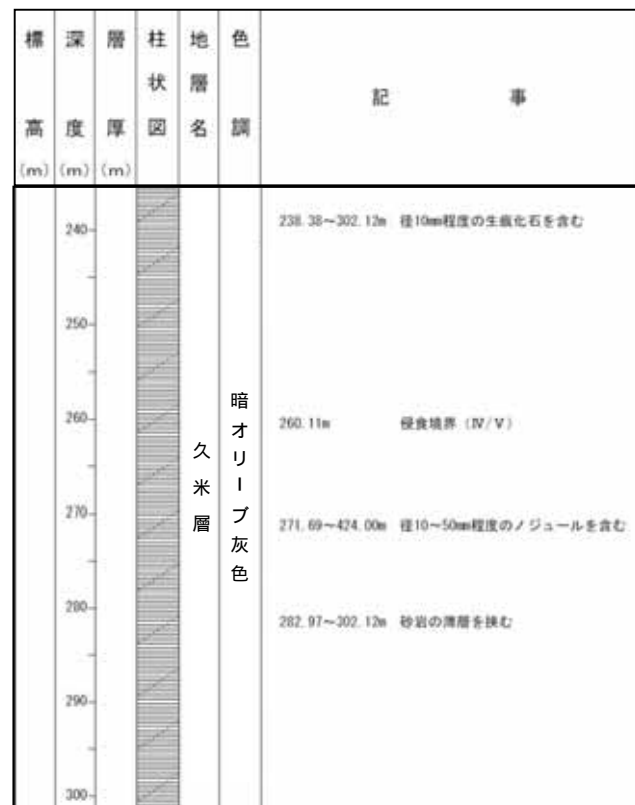 標高(m)
深度(m)
層厚(m)
柱状図
地層名
色調
記事
240
250
260
270
280
290
300
久米層
暗オリーブ灰色
238.38～302.12m 径10mm程度の生痕化石を含む
260.11m 侵食境界（Ⅳ/Ⅴ）
271.69～424.00m 径10～50mm程度のノジュールを含む
282.97～302.12m 砂岩の薄層を挟む